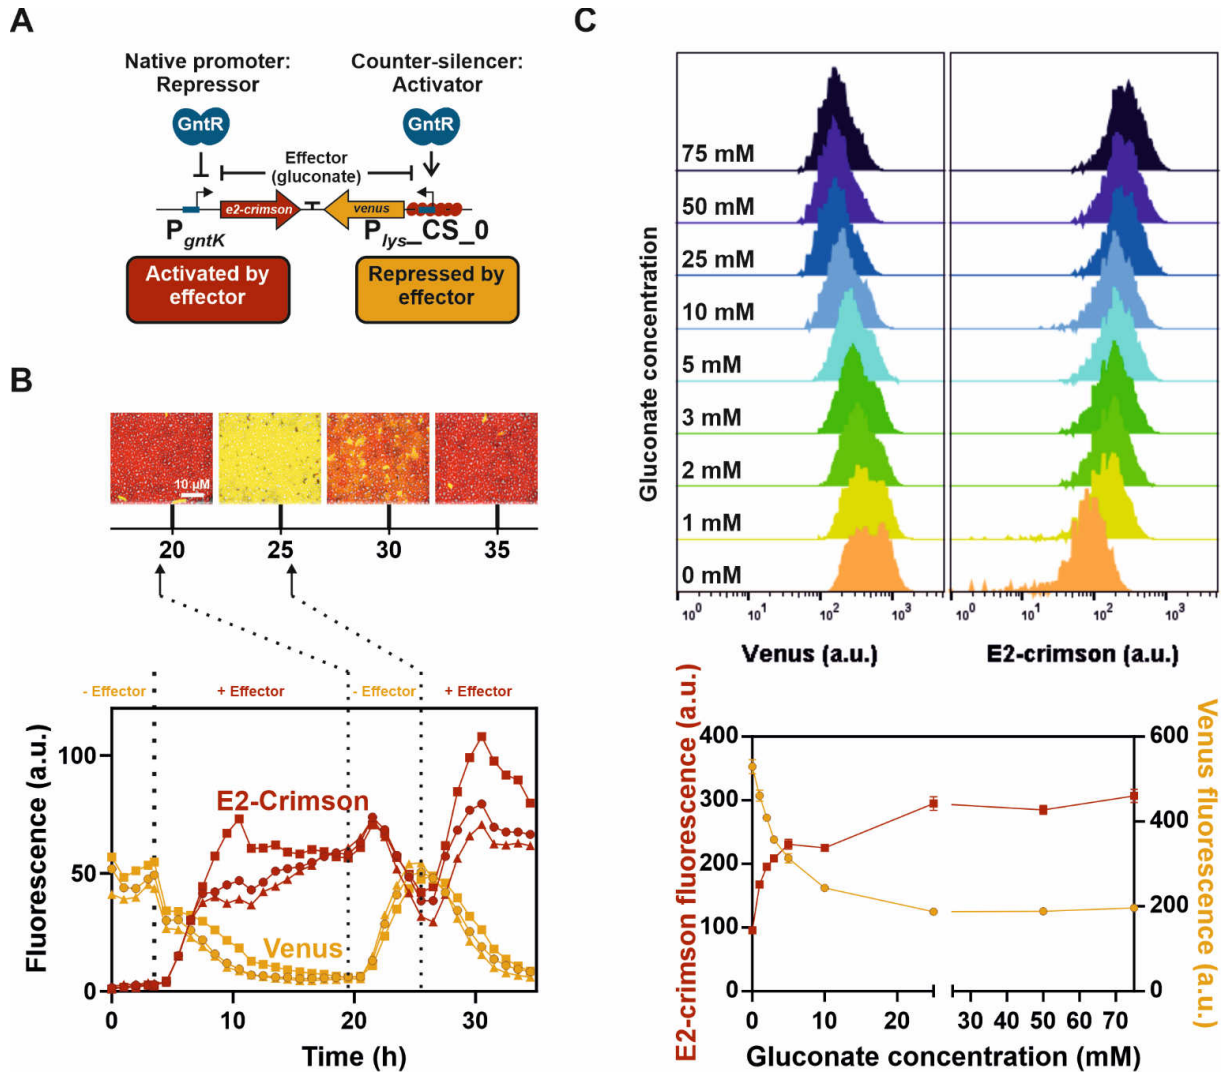 A
Native promoter:
Repressor
Counter-silencer:
Activator
GntR
GntR
Effector
(gluconate)
e2-crimson
venus
PgntK
Plys_CS_0
Activated by
effector
Repressed by
effector
B
10 µM
20 25 30 35
- Effector + Effector - Effector + Effector
Fluorescence (a.u.)
100
50
0
E2-Crimson
Venus
0 10 20 30
Time (h)
C
Gluconate concentration
75 mM
50 mM
25 mM
10 mM
5 mM
3 mM
2 mM
1 mM
0 mM
10^0 10^1 10^2 10^3
10^0 10^1 10^2 10^3
Venus (a.u.)
E2-crimson (a.u.)
E2-crimson fluorescence (a.u.)
400
300
200
100
0
Venus fluorescence (a.u.)
600
400
200
0
0 10 20 30 40 50 60 70
Gluconate concentration (mM)